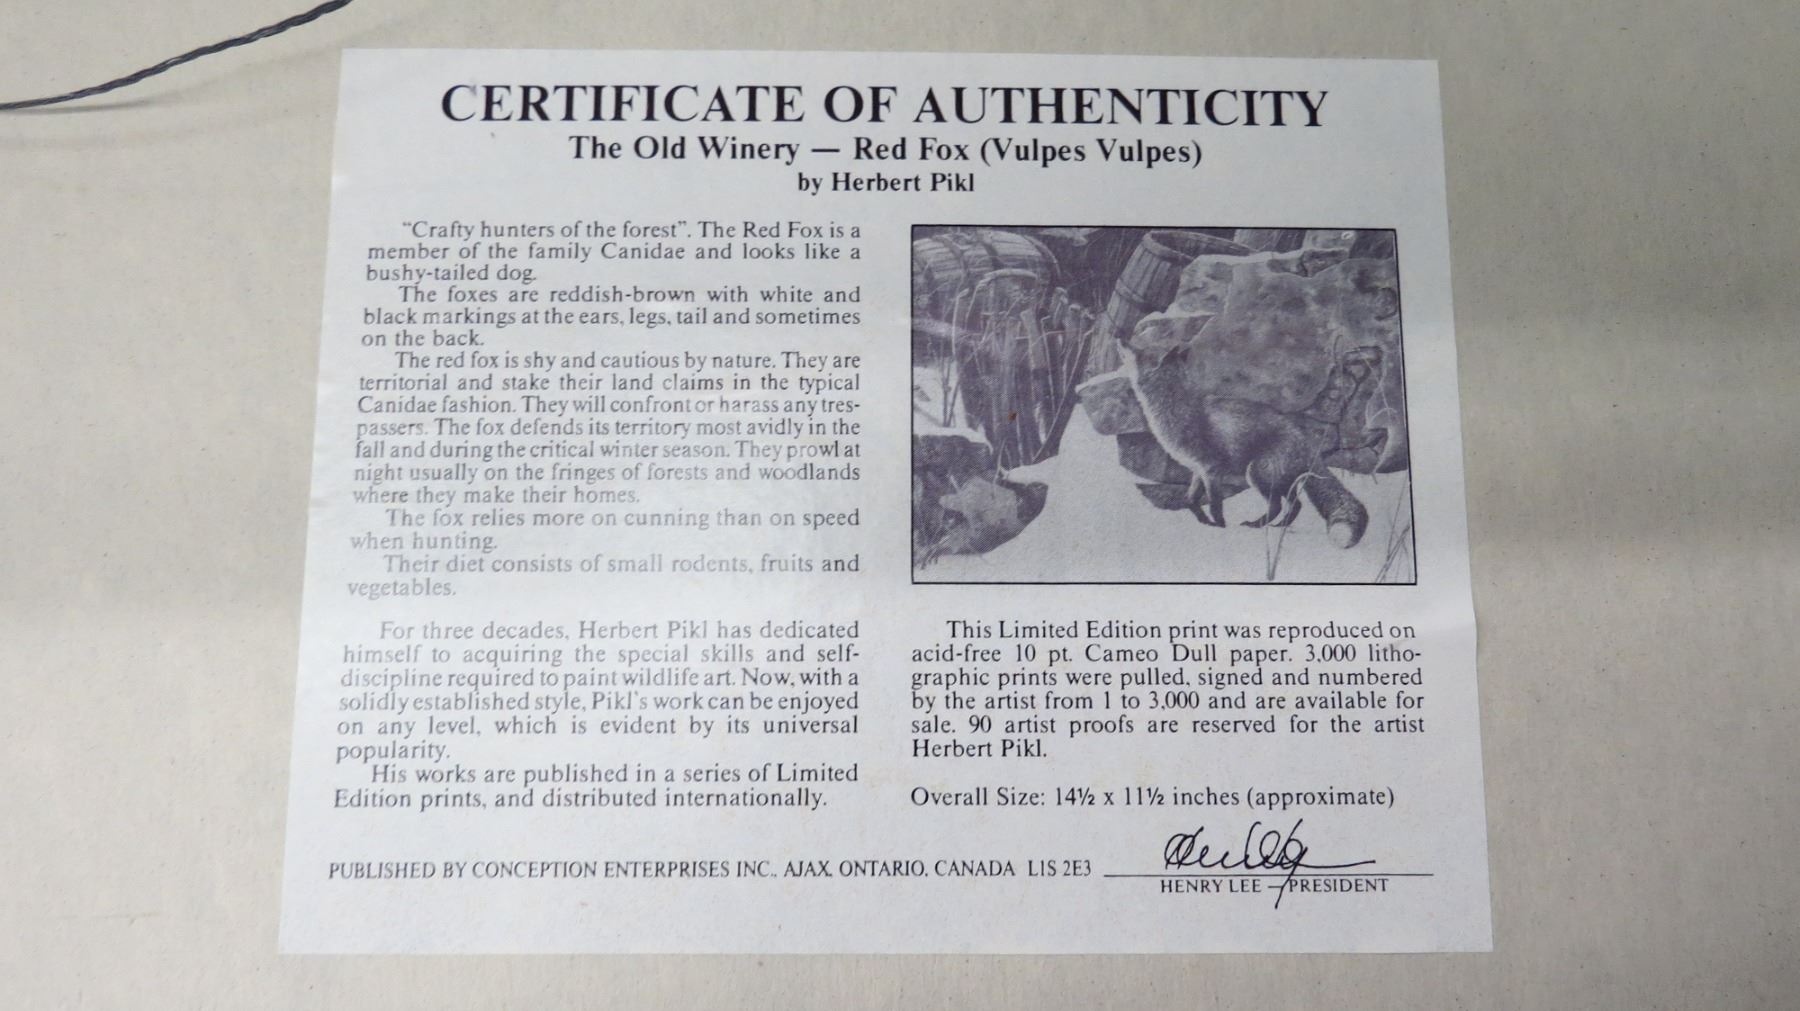 CERTIFICATE OF AUTHENTICITY
The Old Winery — Red Fox (Vulpes Vulpes)
by Herbert Pikl
"Crafty hunters of the forest". The Red Fox is a
member of the family Canidae and looks like a
bushy-tailed dog.
The foxes are reddish-brown with white and
black markings at the ears, legs, tail and sometimes
on the back.
The red fox is shy and cautious by nature. They are
territorial and stake their land claims in the typical
Canidae fashion. They will confront or harass any tres-
passers. The fox defends its territory most avidly in the
fall and during the critical winter season. They prowl at
night usually on the fringes of forests and woodlands
where they make their homes.
The fox relies more on cunning than on speed
when hunting.
Their diet consists of small rodents, fruits and
vegetables.
For three decades, Herbert Pikl has dedicated
himself to acquiring the special skills and self-
discipline required to paint wildlife art. Now, with a
solidly established style, Pikl's work can be enjoyed
on any level, which is evident by its universal
popularity.
His works are published in a series of Limited
Edition prints, and distributed internationally.
This Limited Edition print was reproduced on
acid-free 10 pt. Cameo Dull paper. 3,000 litho-
graphic prints were pulled, signed and numbered
by the artist from 1 to 3,000 and are available for
sale. 90 artist proofs are reserved for the artist
Herbert Pikl.
Overall Size: 14½ x 11½ inches (approximate)
PUBLISHED BY CONCEPTION ENTERPRISES INC., AJAX, ONTARIO, CANADA L1S 2E3
HENRY LEE — PRESIDENT